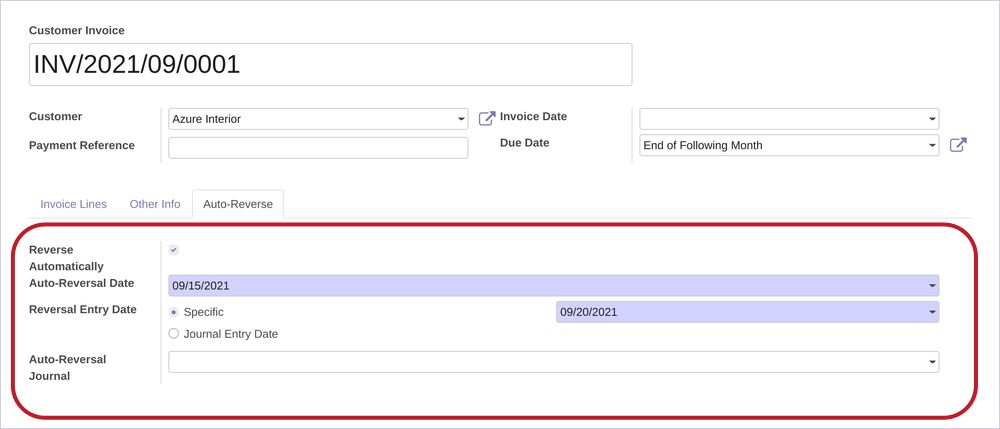 Customer Invoice
INV/2021/09/0001
Customer
Azure Interior
Invoice Date
Payment Reference
Due Date
End of Following Month
Invoice Lines
Other Info
Auto-Reverse
Reverse
Automatically
Auto-Reversal Date
09/15/2021
Reversal Entry Date
Specific
09/20/2021
Journal Entry Date
Auto-Reversal
Journal